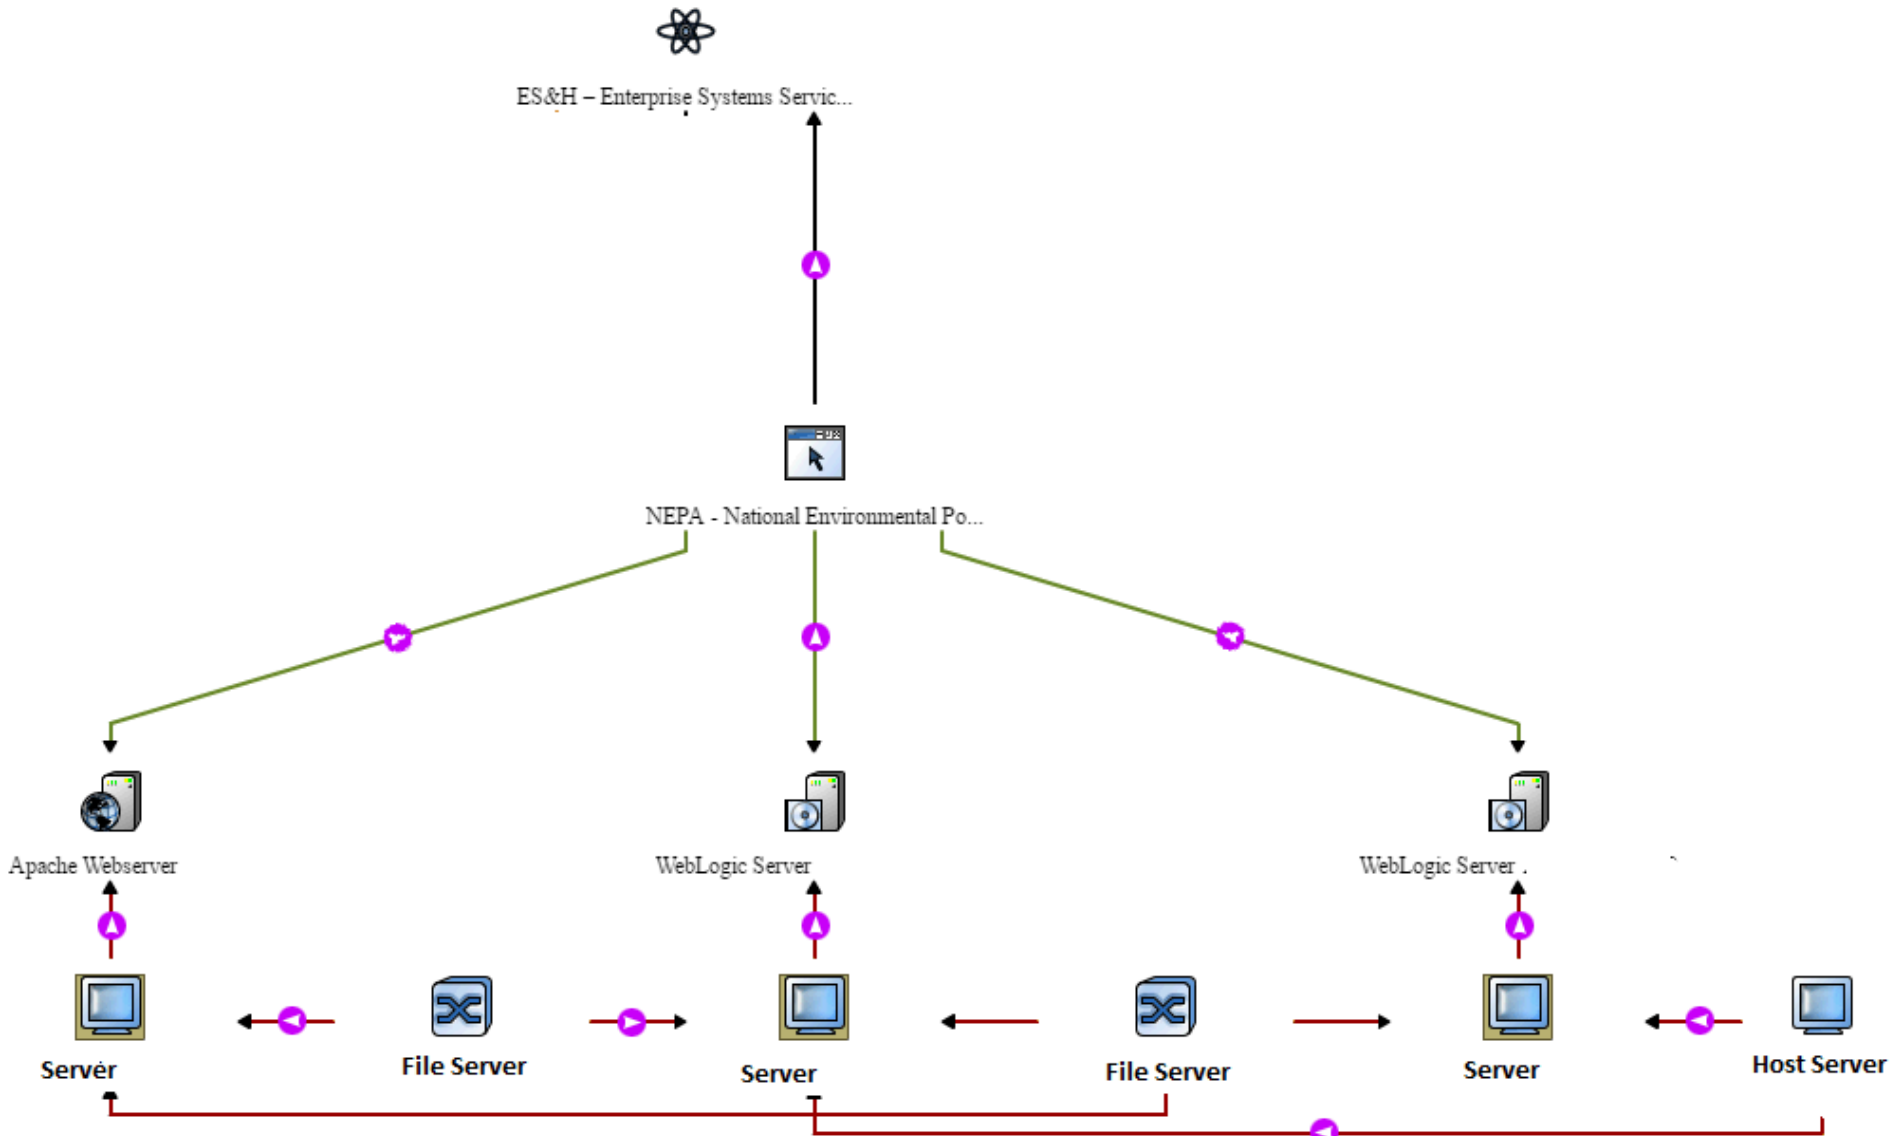 ES&H – Enterprise Systems Servic...
NEPA - National Environmental Po...
Apache Webserver
WebLogic Server
WebLogic Server .
Server
File Server
Server
File Server
Server
Host Server